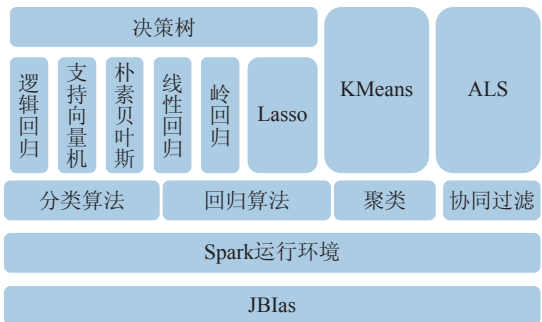 决策树
逻辑回归
支持向量机
朴素贝叶斯
线性回归
岭回归
Lasso
KMeans
ALS
分类算法
回归算法
聚类
协同过滤
Spark运行环境
JBIas